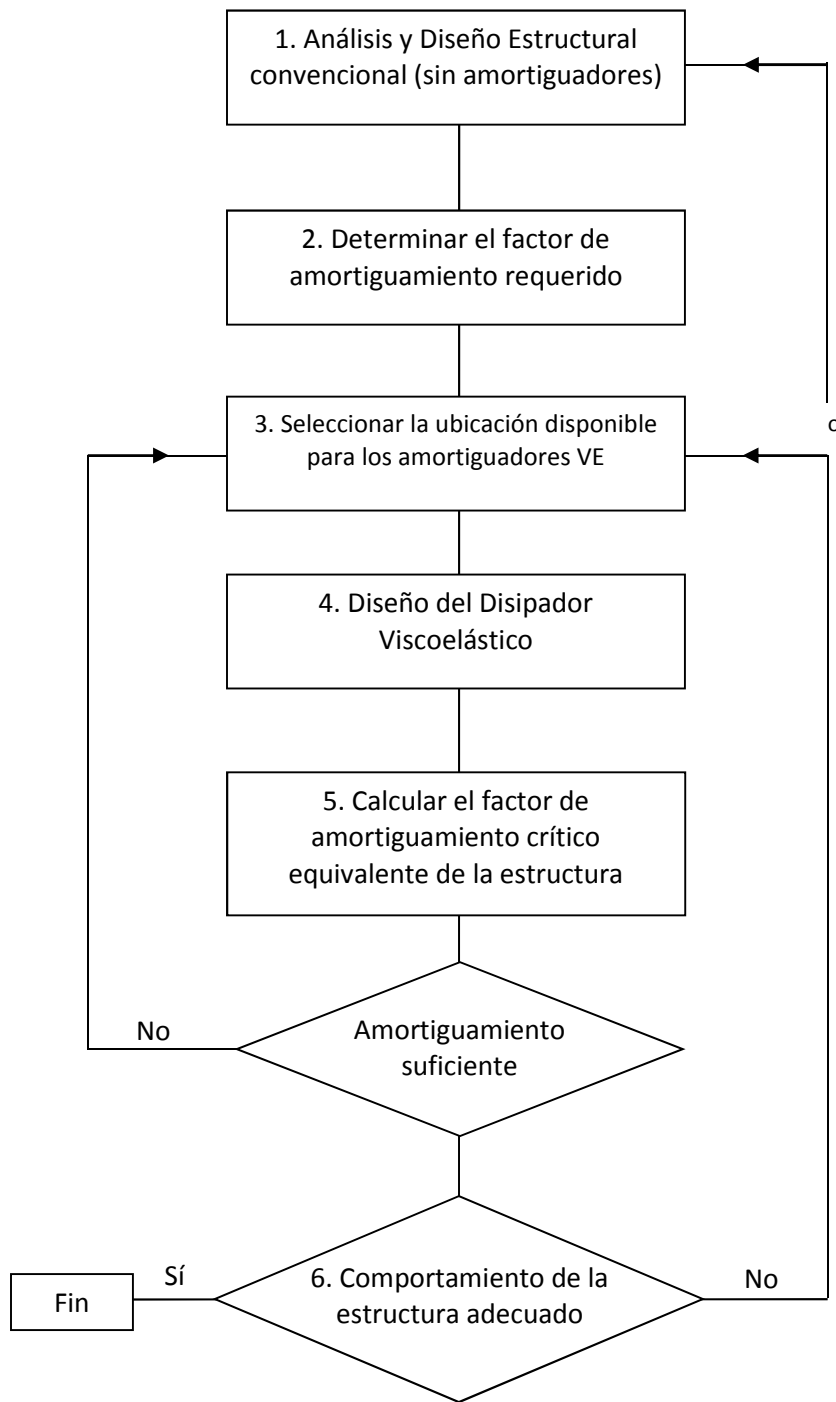 1. Análisis y Diseño Estructural
convencional (sin amortiguadores)
2. Determinar el factor de
amortiguamiento requerido
3. Seleccionar la ubicación disponible
para los amortiguadores VE
4. Diseño del Disipador
Viscoelástico
5. Calcular el factor de
amortiguamiento crítico
equivalente de la estructura
No
Amortiguamiento
suficiente
Fin
Sí
6. Comportamiento de la
estructura adecuado
No